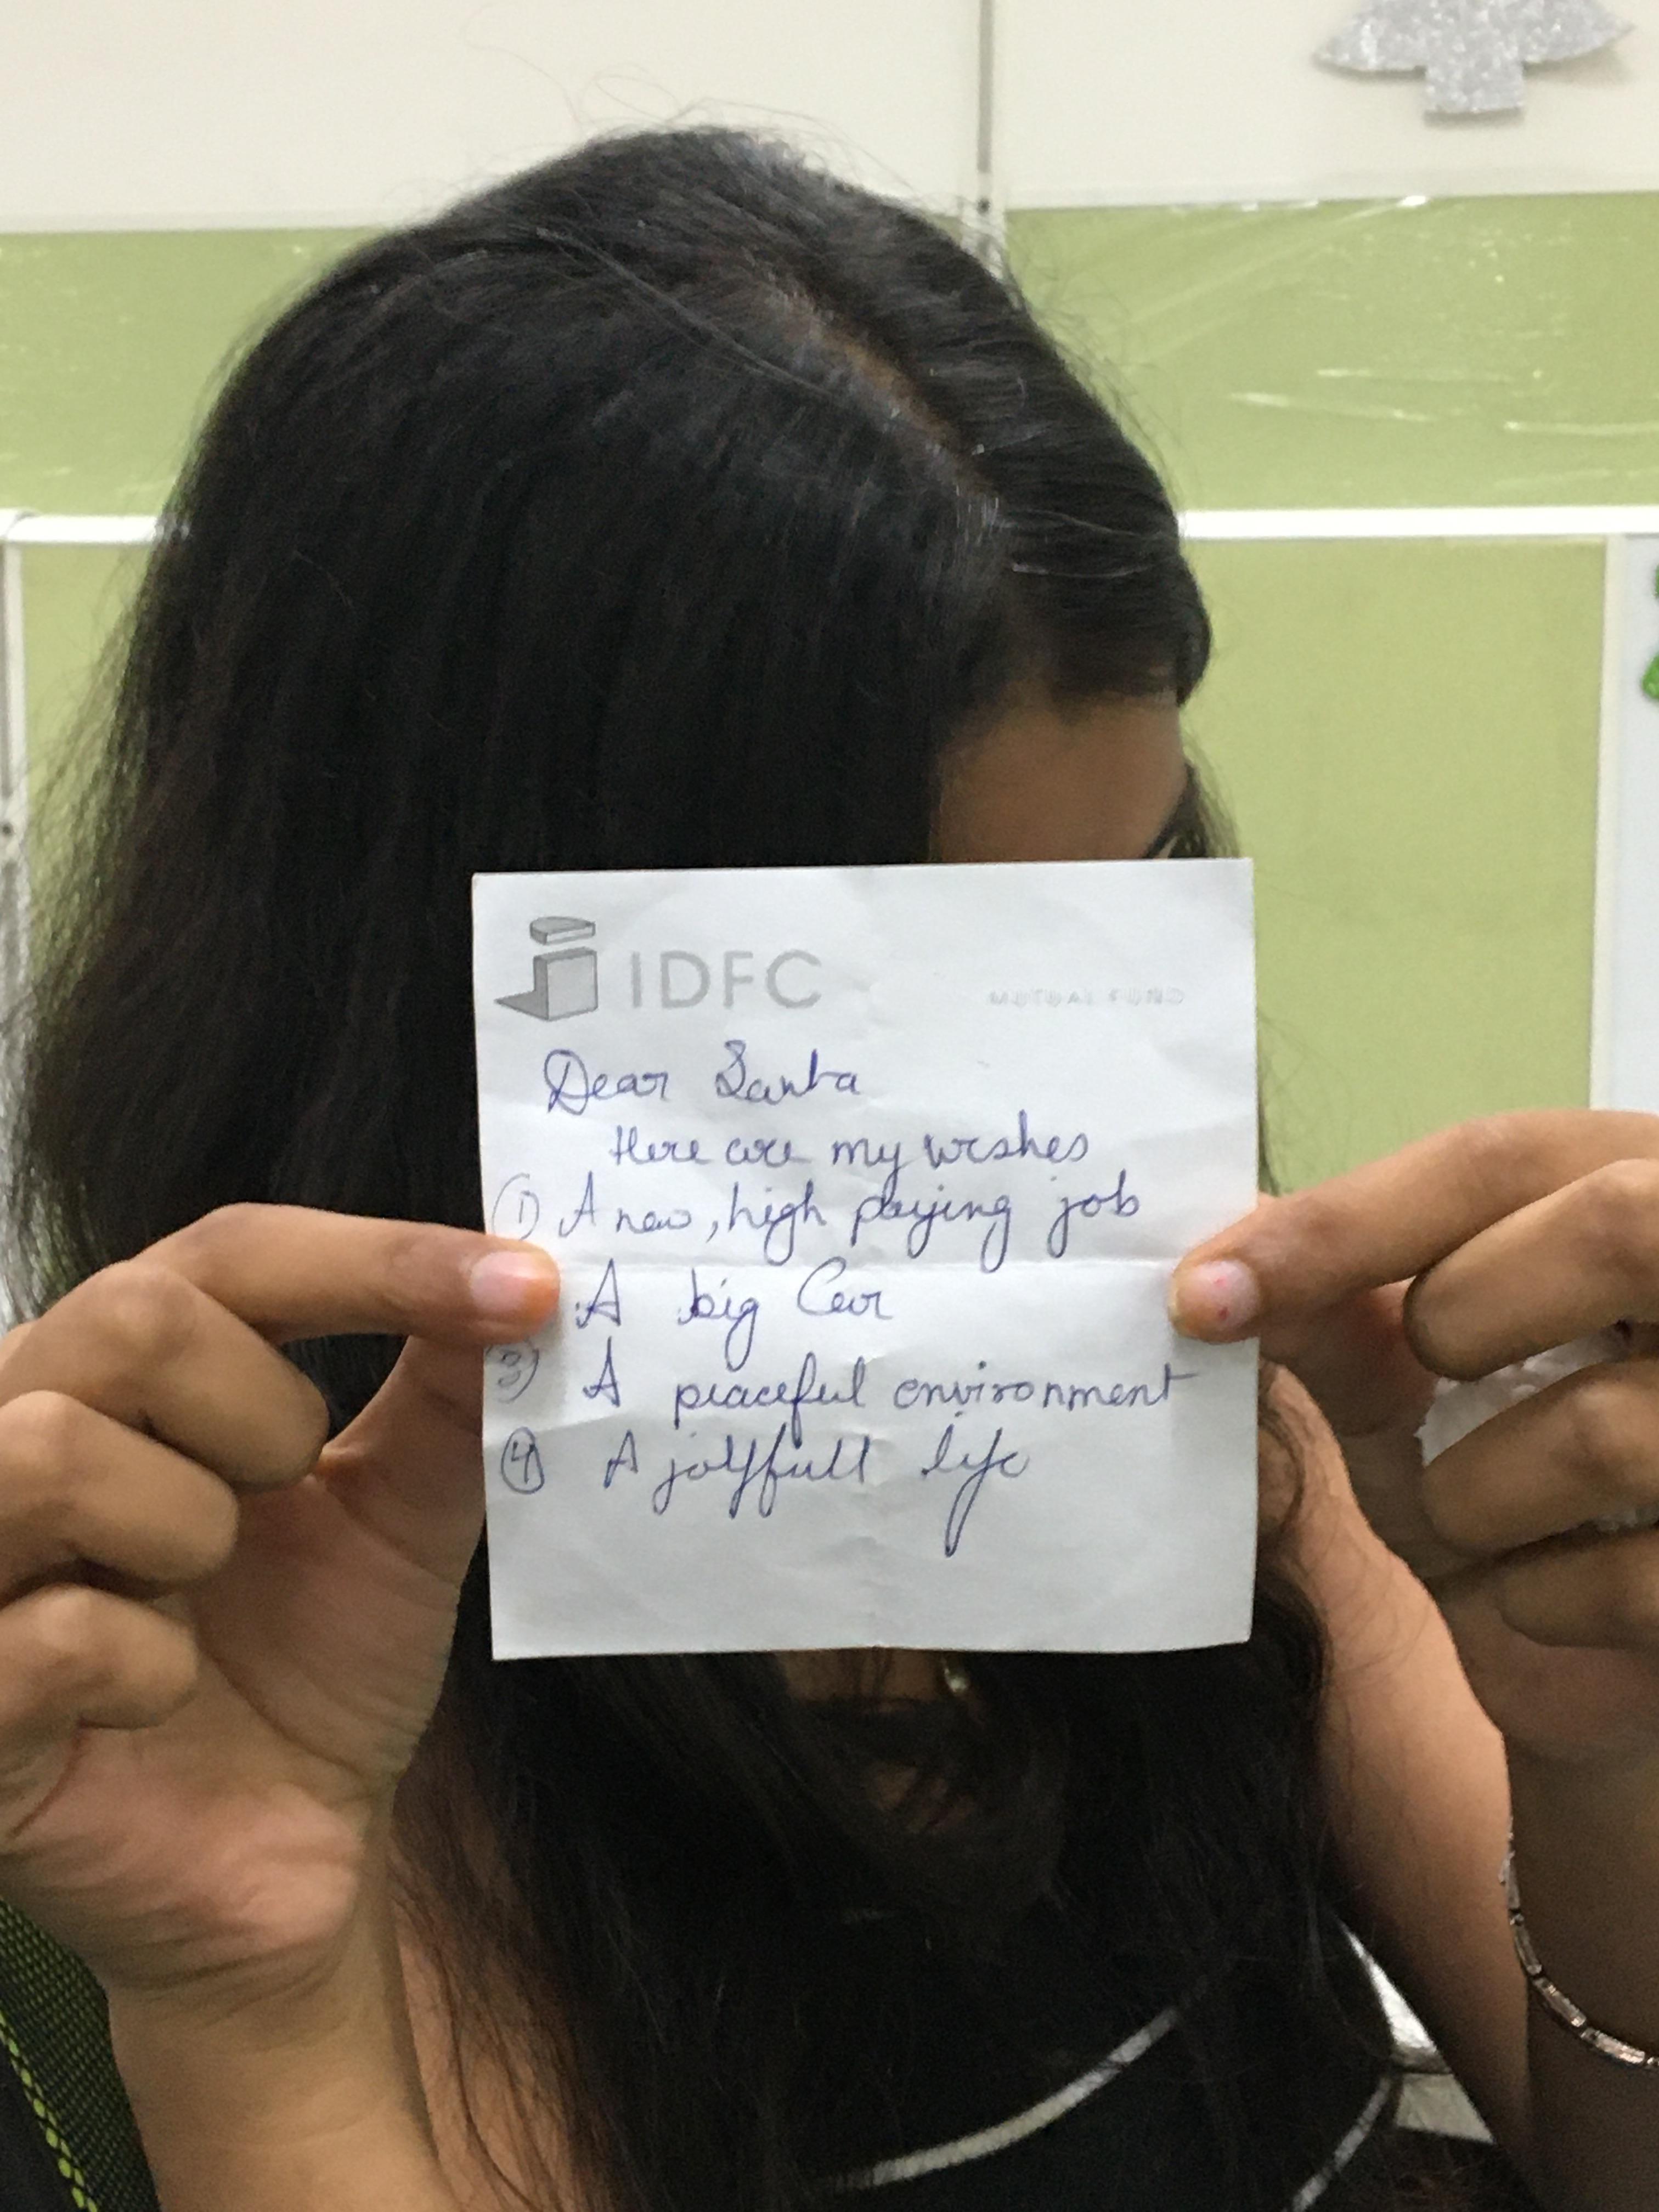 IDFC
MUTUAL FUND
Dear Santa
Here are my wishes
① A new, high paying job
A big Car
3) A peaceful environment
④ A jollyfull life